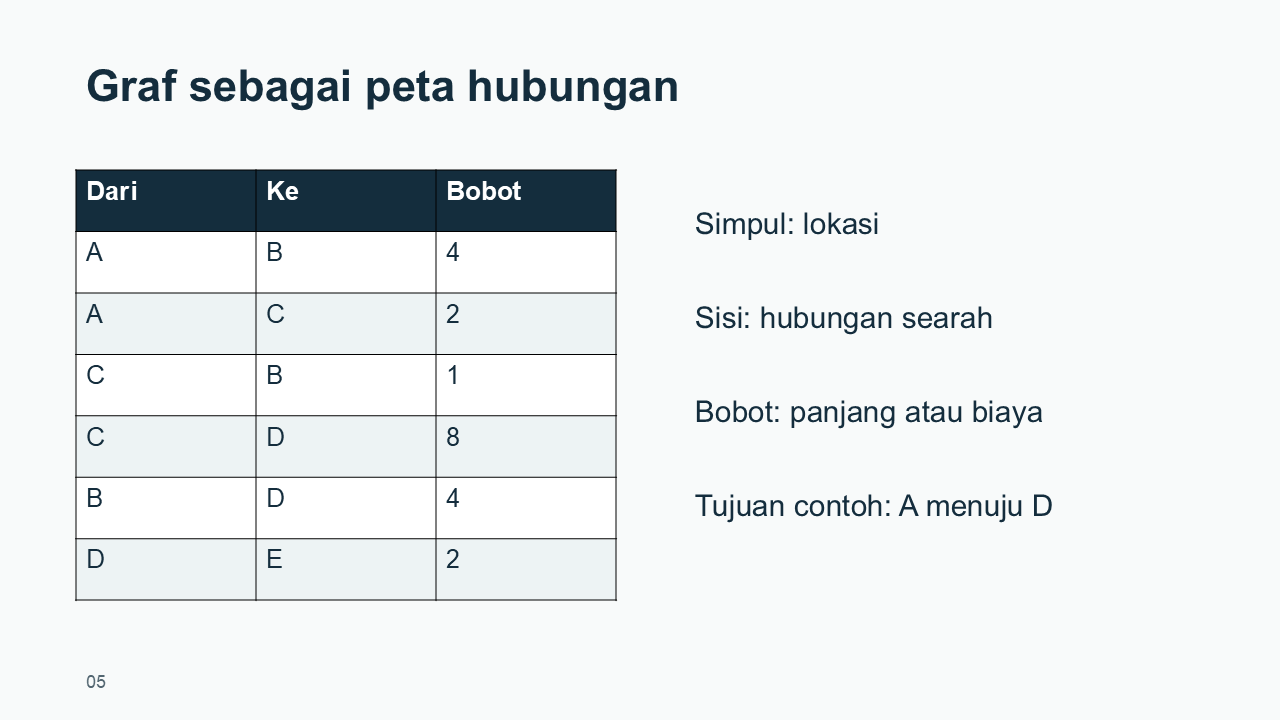 Graf sebagai peta hubungan
Dari Ke Bobot
A B 4
A C 2
C B 1
C D 8
B D 4
D E 2
Simpul: lokasi
Sisi: hubungan searah
Bobot: panjang atau biaya
Tujuan contoh: A menuju D
05